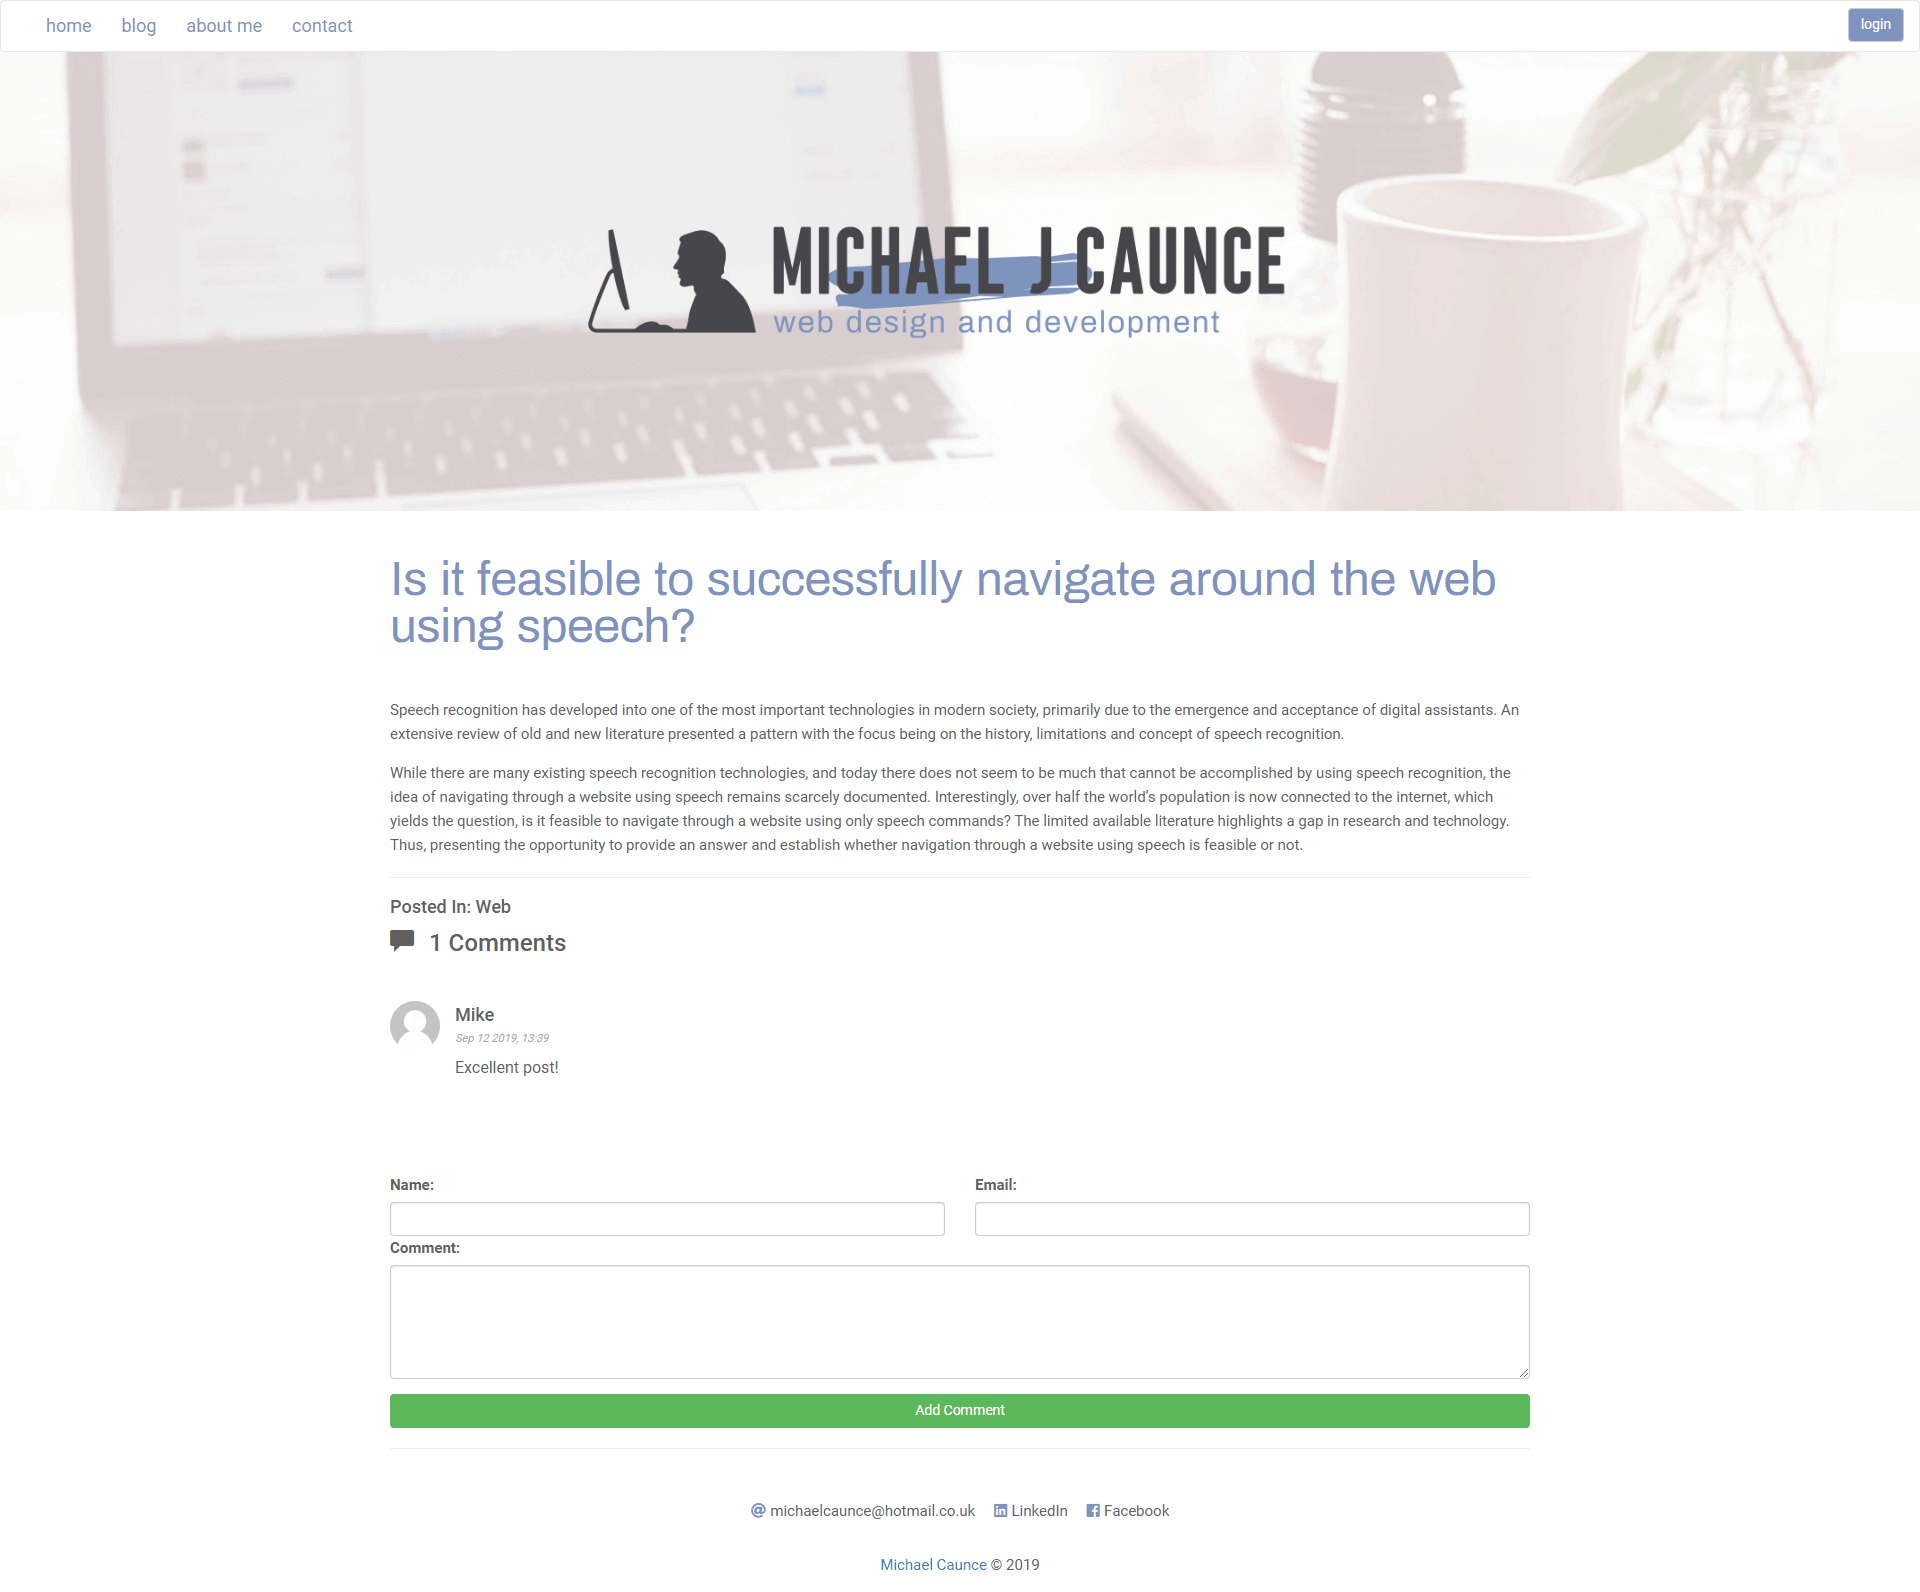 home blog about me contact login
MICHAEL J CAUNCE
web design and development
Is it feasible to successfully navigate around the web
using speech?
Speech recognition has developed into one of the most important technologies in modern society, primarily due to the emergence and acceptance of digital assistants. An
extensive review of old and new literature presented a pattern with the focus being on the history, limitations and concept of speech recognition.
While there are many existing speech recognition technologies, and today there does not seem to be much that cannot be accomplished by using speech recognition, the
idea of navigating through a website using speech remains scarcely documented. Interestingly, over half the world’s population is now connected to the internet, which
yields the question, is it feasible to navigate through a website using only speech commands? The limited available literature highlights a gap in research and technology.
Thus, presenting the opportunity to provide an answer and establish whether navigation through a website using speech is feasible or not.
Posted In: Web
1 Comments
Mike
Sep 12 2019, 13:39
Excellent post!
Name: Email:
Comment:
Add Comment
michaelcaunce@hotmail.co.uk LinkedIn Facebook
Michael Caunce © 2019